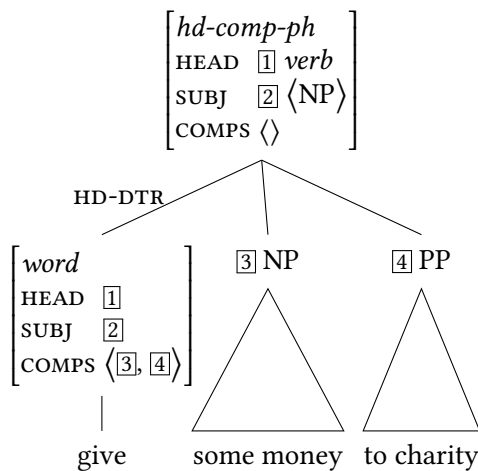 hd-comp-ph
HEAD 1 verb
SUBJ 2 ⟨NP⟩
COMPS ⟨⟩
HD-DTR
word
HEAD 1
SUBJ 2
COMPS ⟨3, 4⟩
3 NP
4 PP
give
some money
to charity